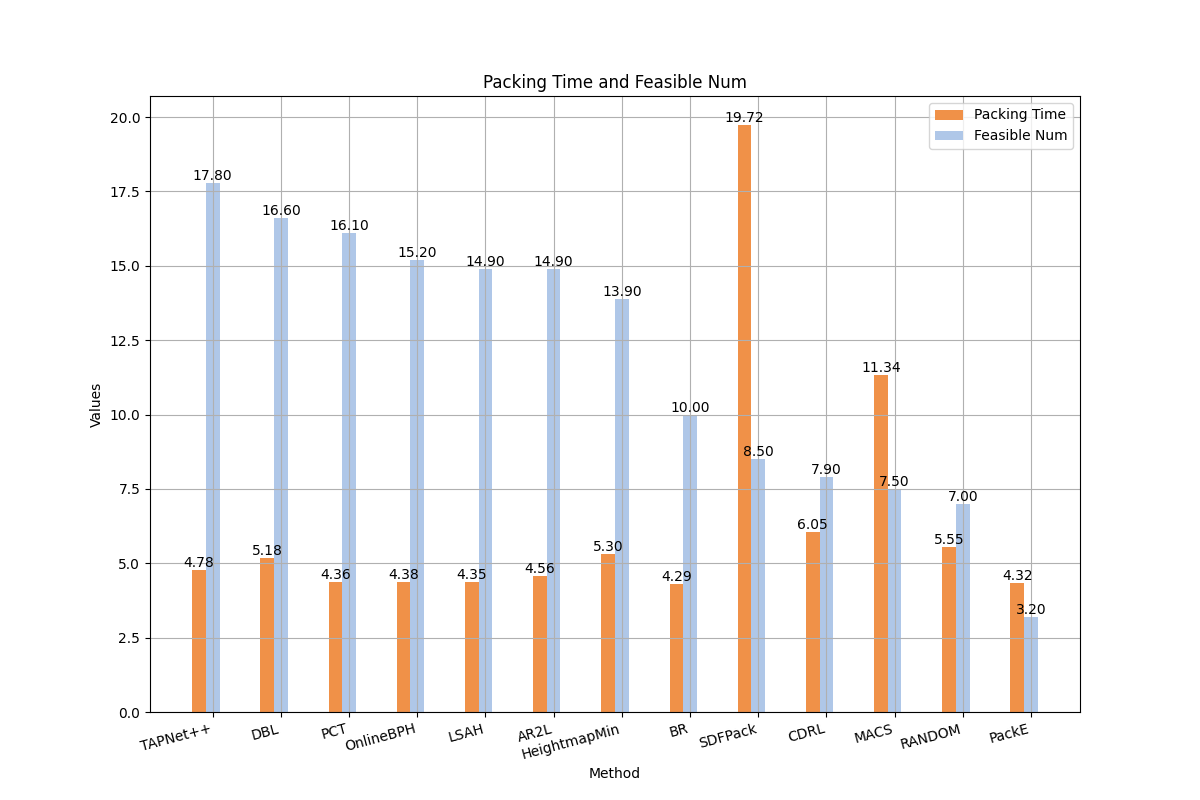 Packing Time and Feasible Num
Packing Time
Feasible Num
Values
20.0
17.5
15.0
12.5
10.0
7.5
5.0
2.5
0.0
4.78
17.80
5.18
16.60
4.36
16.10
4.38
15.20
4.35
14.90
4.56
14.90
5.30
13.90
4.29
10.00
19.72
8.50
6.05
7.90
11.34
7.50
5.55
7.00
4.32
3.20
TAPNet++
DBL
PCT
OnlineBPH
LSAH
AR2L
HeightmapMin
BR
SDFPack
CDRL
MACS
RANDOM
PackE
Method